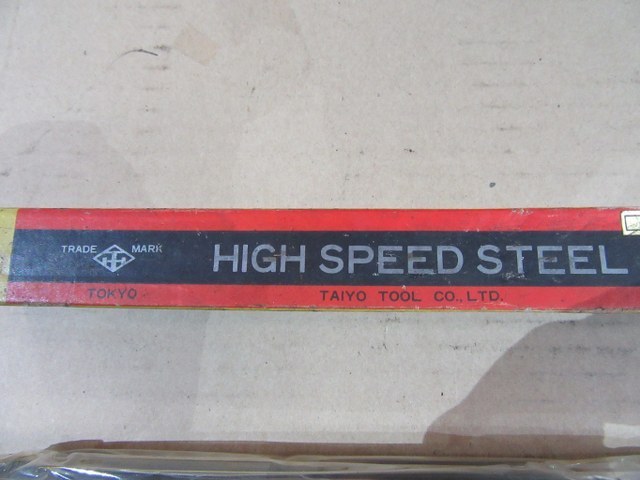 TRADE MARK
HIGH SPEED STEEL
TOKYO
TAIYO TOOL CO., LTD.